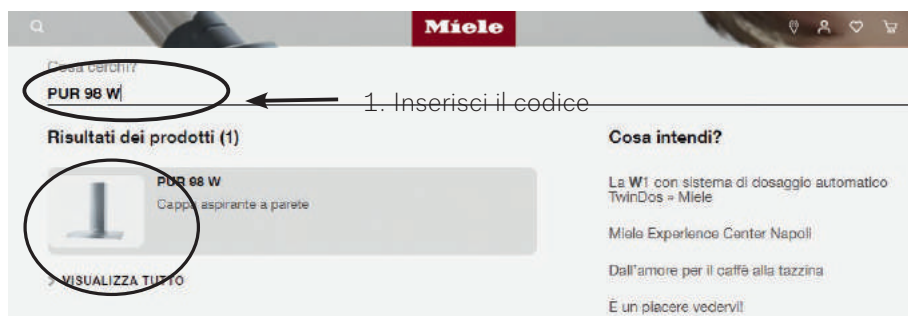 Miele
Cosa cerchi?
PUR 98 W
1. Inserisci il codice
Risultati dei prodotti (1)
PUR 98 W
Cappa aspirante a parete
> VISUALIZZA TUTTO
Cosa intendi?
La W1 con sistema di dosaggio automatico
TwinDos » Miele
Miele Experience Center Napoli
Dall'amore per il caffè alla tazzina
È un piacere vedervi!